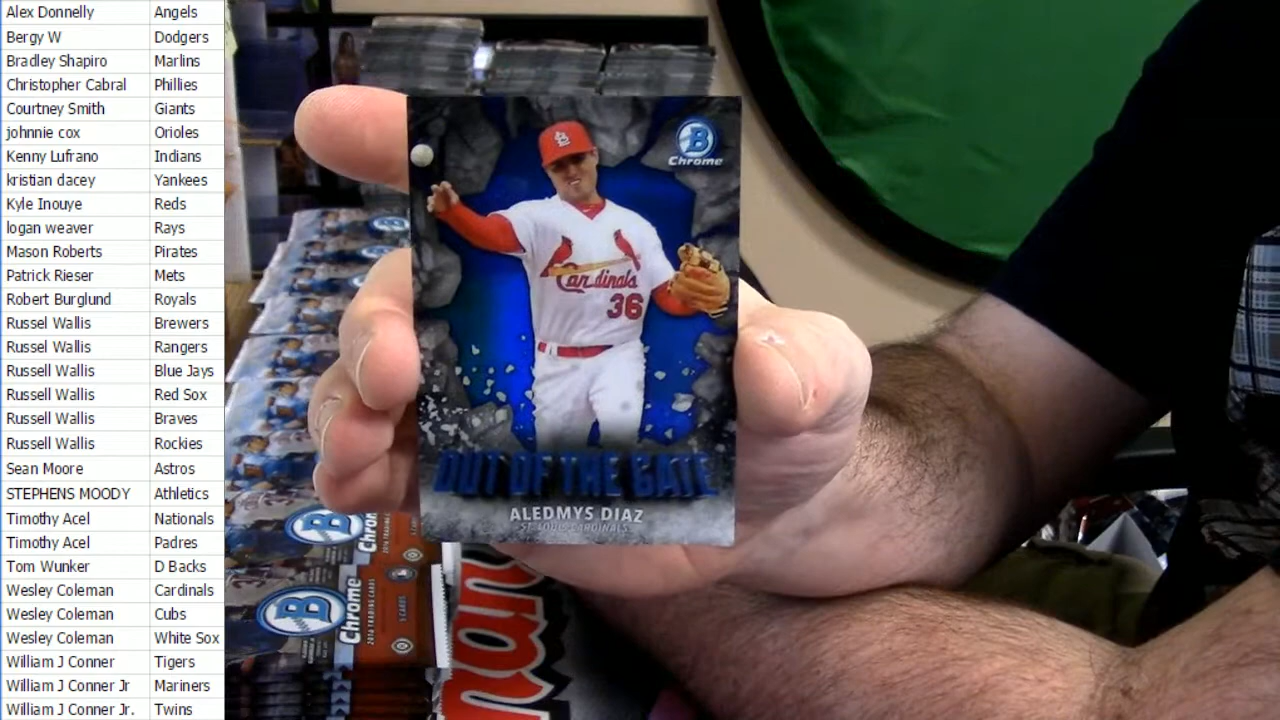 Alex Donnelly Angels
Bergy W Dodgers
Bradley Shapiro Marlins
Christopher Cabral Phillies
Courtney Smith Giants
johnnie cox Orioles
Kenny Lufrano Indians
kristian dacey Yankees
Kyle Inouye Reds
logan weaver Rays
Mason Roberts Pirates
Patrick Rieser Mets
Robert Burglund Royals
Russel Wallis Brewers
Russel Wallis Rangers
Russell Wallis Blue Jays
Russell Wallis Red Sox
Russell Wallis Braves
Russell Wallis Rockies
Sean Moore Astros
STEPHENS MOODY Athletics
Timothy Acel Nationals
Timothy Acel Padres
Tom Wunker D Backs
Wesley Coleman Cardinals
Wesley Coleman Cubs
Wesley Coleman White Sox
William J Conner Tigers
William J Conner Jr Mariners
William J Conner Jr. Twins
B
Chrome
Cardinals
36
OUT OF THE GATE
ALEDMYS DIAZ
ST. LOUIS CARDINALS
B
Chrome
2016 TRADING CARDS
5 CARDS
B
Chrome